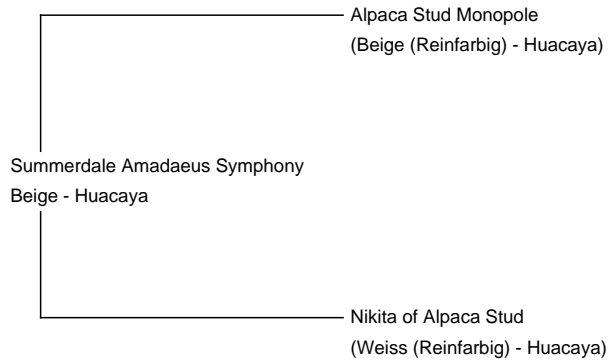 Alpaca Stud Monopole
(Beige (Reinfarbig) - Huacaya)
Summerdale Amadaeus Symphony
Beige - Huacaya
Nikita of Alpaca Stud
(Weiss (Reinfarbig) - Huacaya)